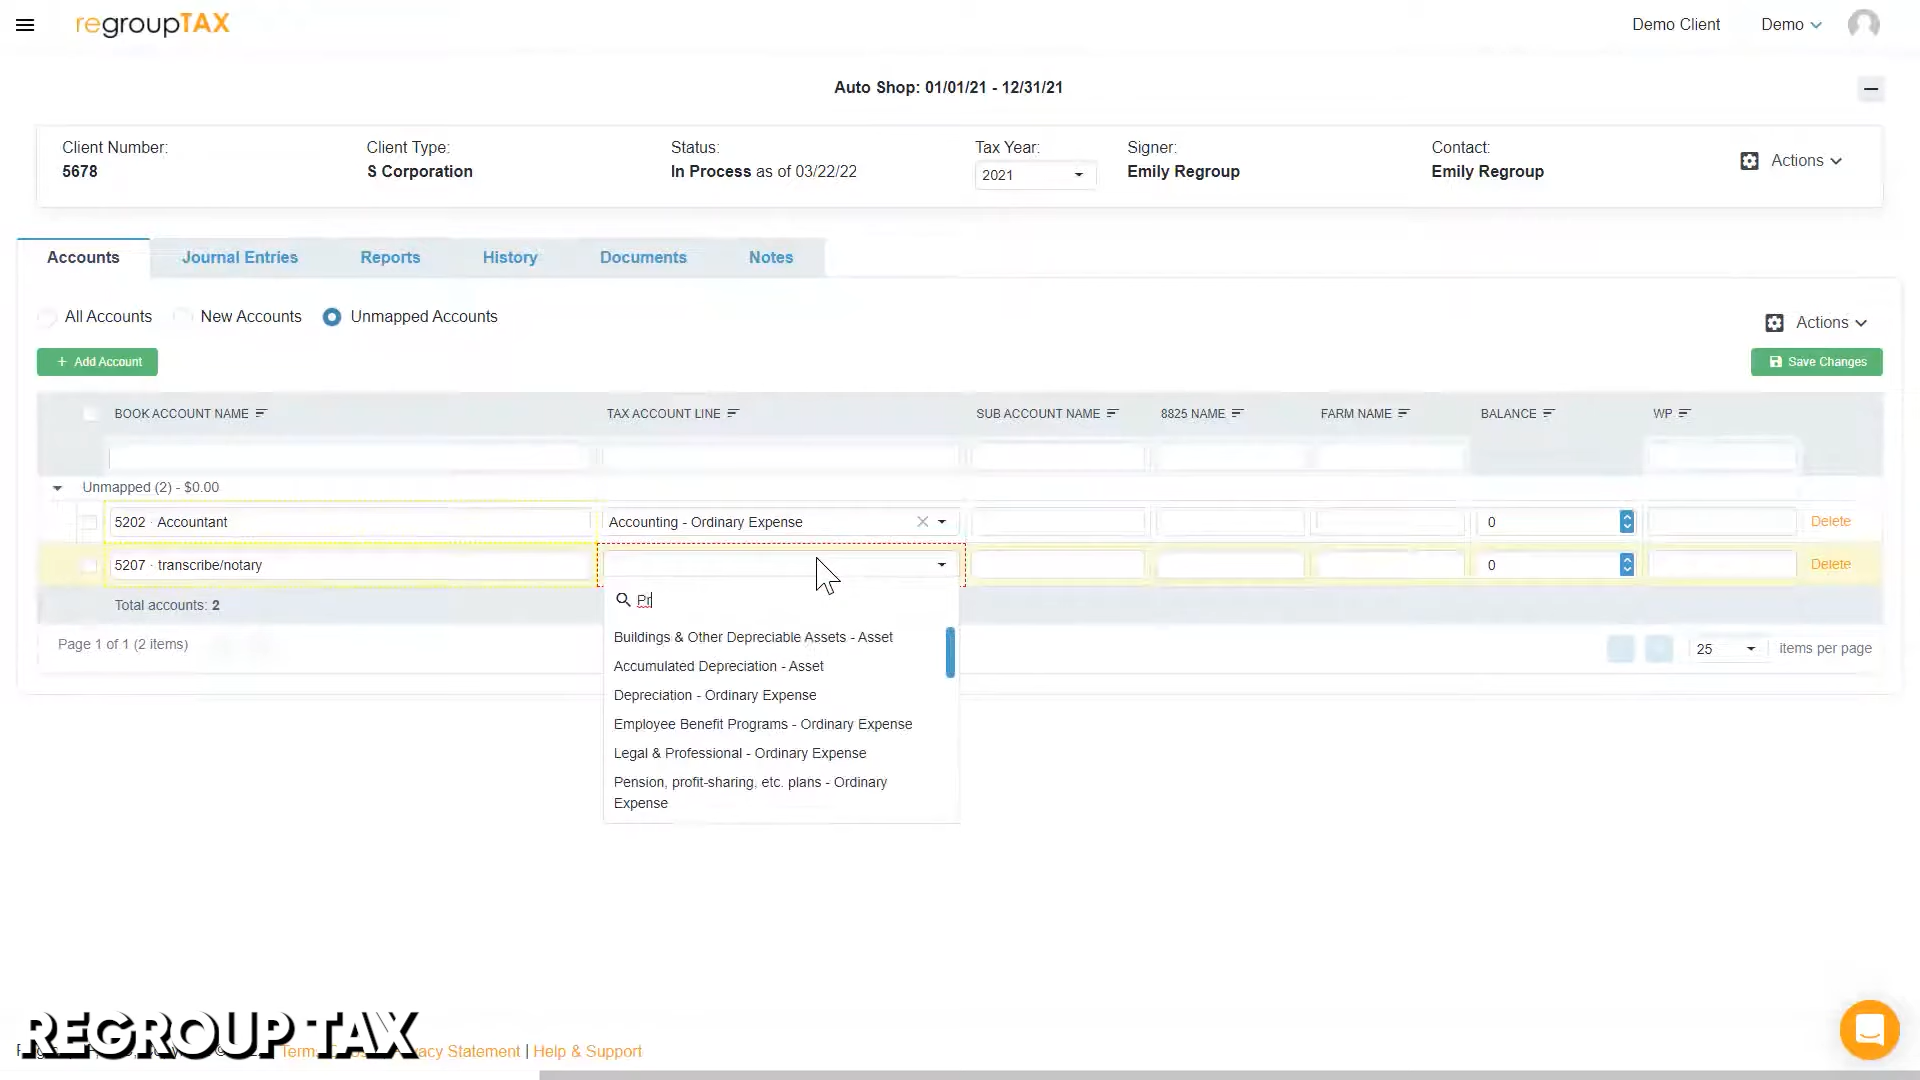 regroupTAX
Demo Client
Demo
Auto Shop: 01/01/21 - 12/31/21
Client Number:
5678
Client Type:
S Corporation
Status:
In Process as of 03/22/22
Tax Year:
2021
Signer:
Emily Regroup
Contact:
Emily Regroup
Actions
Accounts
Journal Entries
Reports
History
Documents
Notes
All Accounts
New Accounts
Unmapped Accounts
Actions
+ Add Account
Save Changes
BOOK ACCOUNT NAME
TAX ACCOUNT LINE
SUB ACCOUNT NAME
8825 NAME
FARM NAME
BALANCE
WP
Unmapped (2) - $0.00
5202 · Accountant
Accounting - Ordinary Expense
0
Delete
5207 · transcribe/notary
0
Delete
Total accounts: 2
Pr
Buildings & Other Depreciable Assets - Asset
Accumulated Depreciation - Asset
Depreciation - Ordinary Expense
Employee Benefit Programs - Ordinary Expense
Legal & Professional - Ordinary Expense
Pension, profit-sharing, etc. plans - Ordinary
Expense
Page 1 of 1 (2 items)
25
items per page
REGROUP TAX
Statement | Help & Support